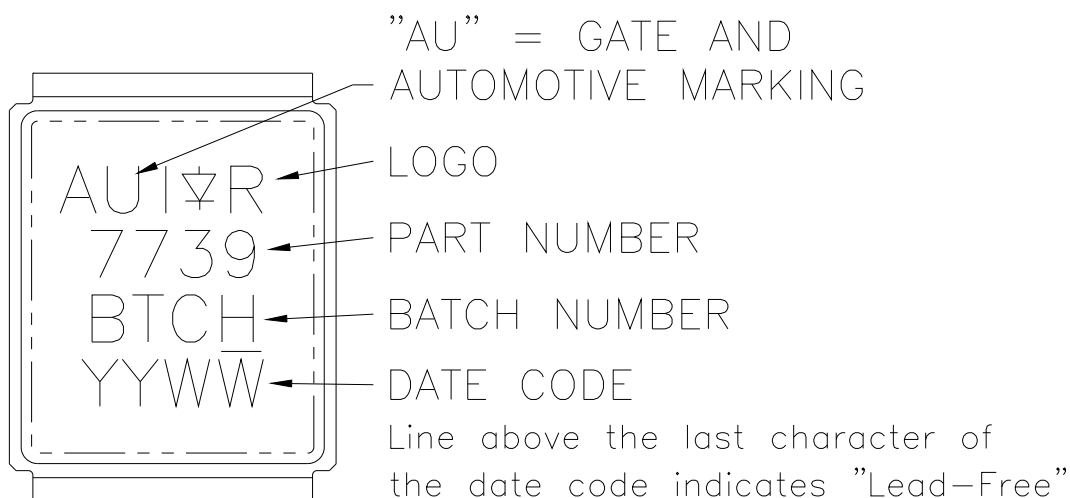 ”AU” = GATE AND
AUTOMOTIVE MARKING
AUI R
LOGO
7739
PART NUMBER
BTCH
BATCH NUMBER
YYWW̅
DATE CODE
Line above the last character of
the date code indicates ”Lead-Free”